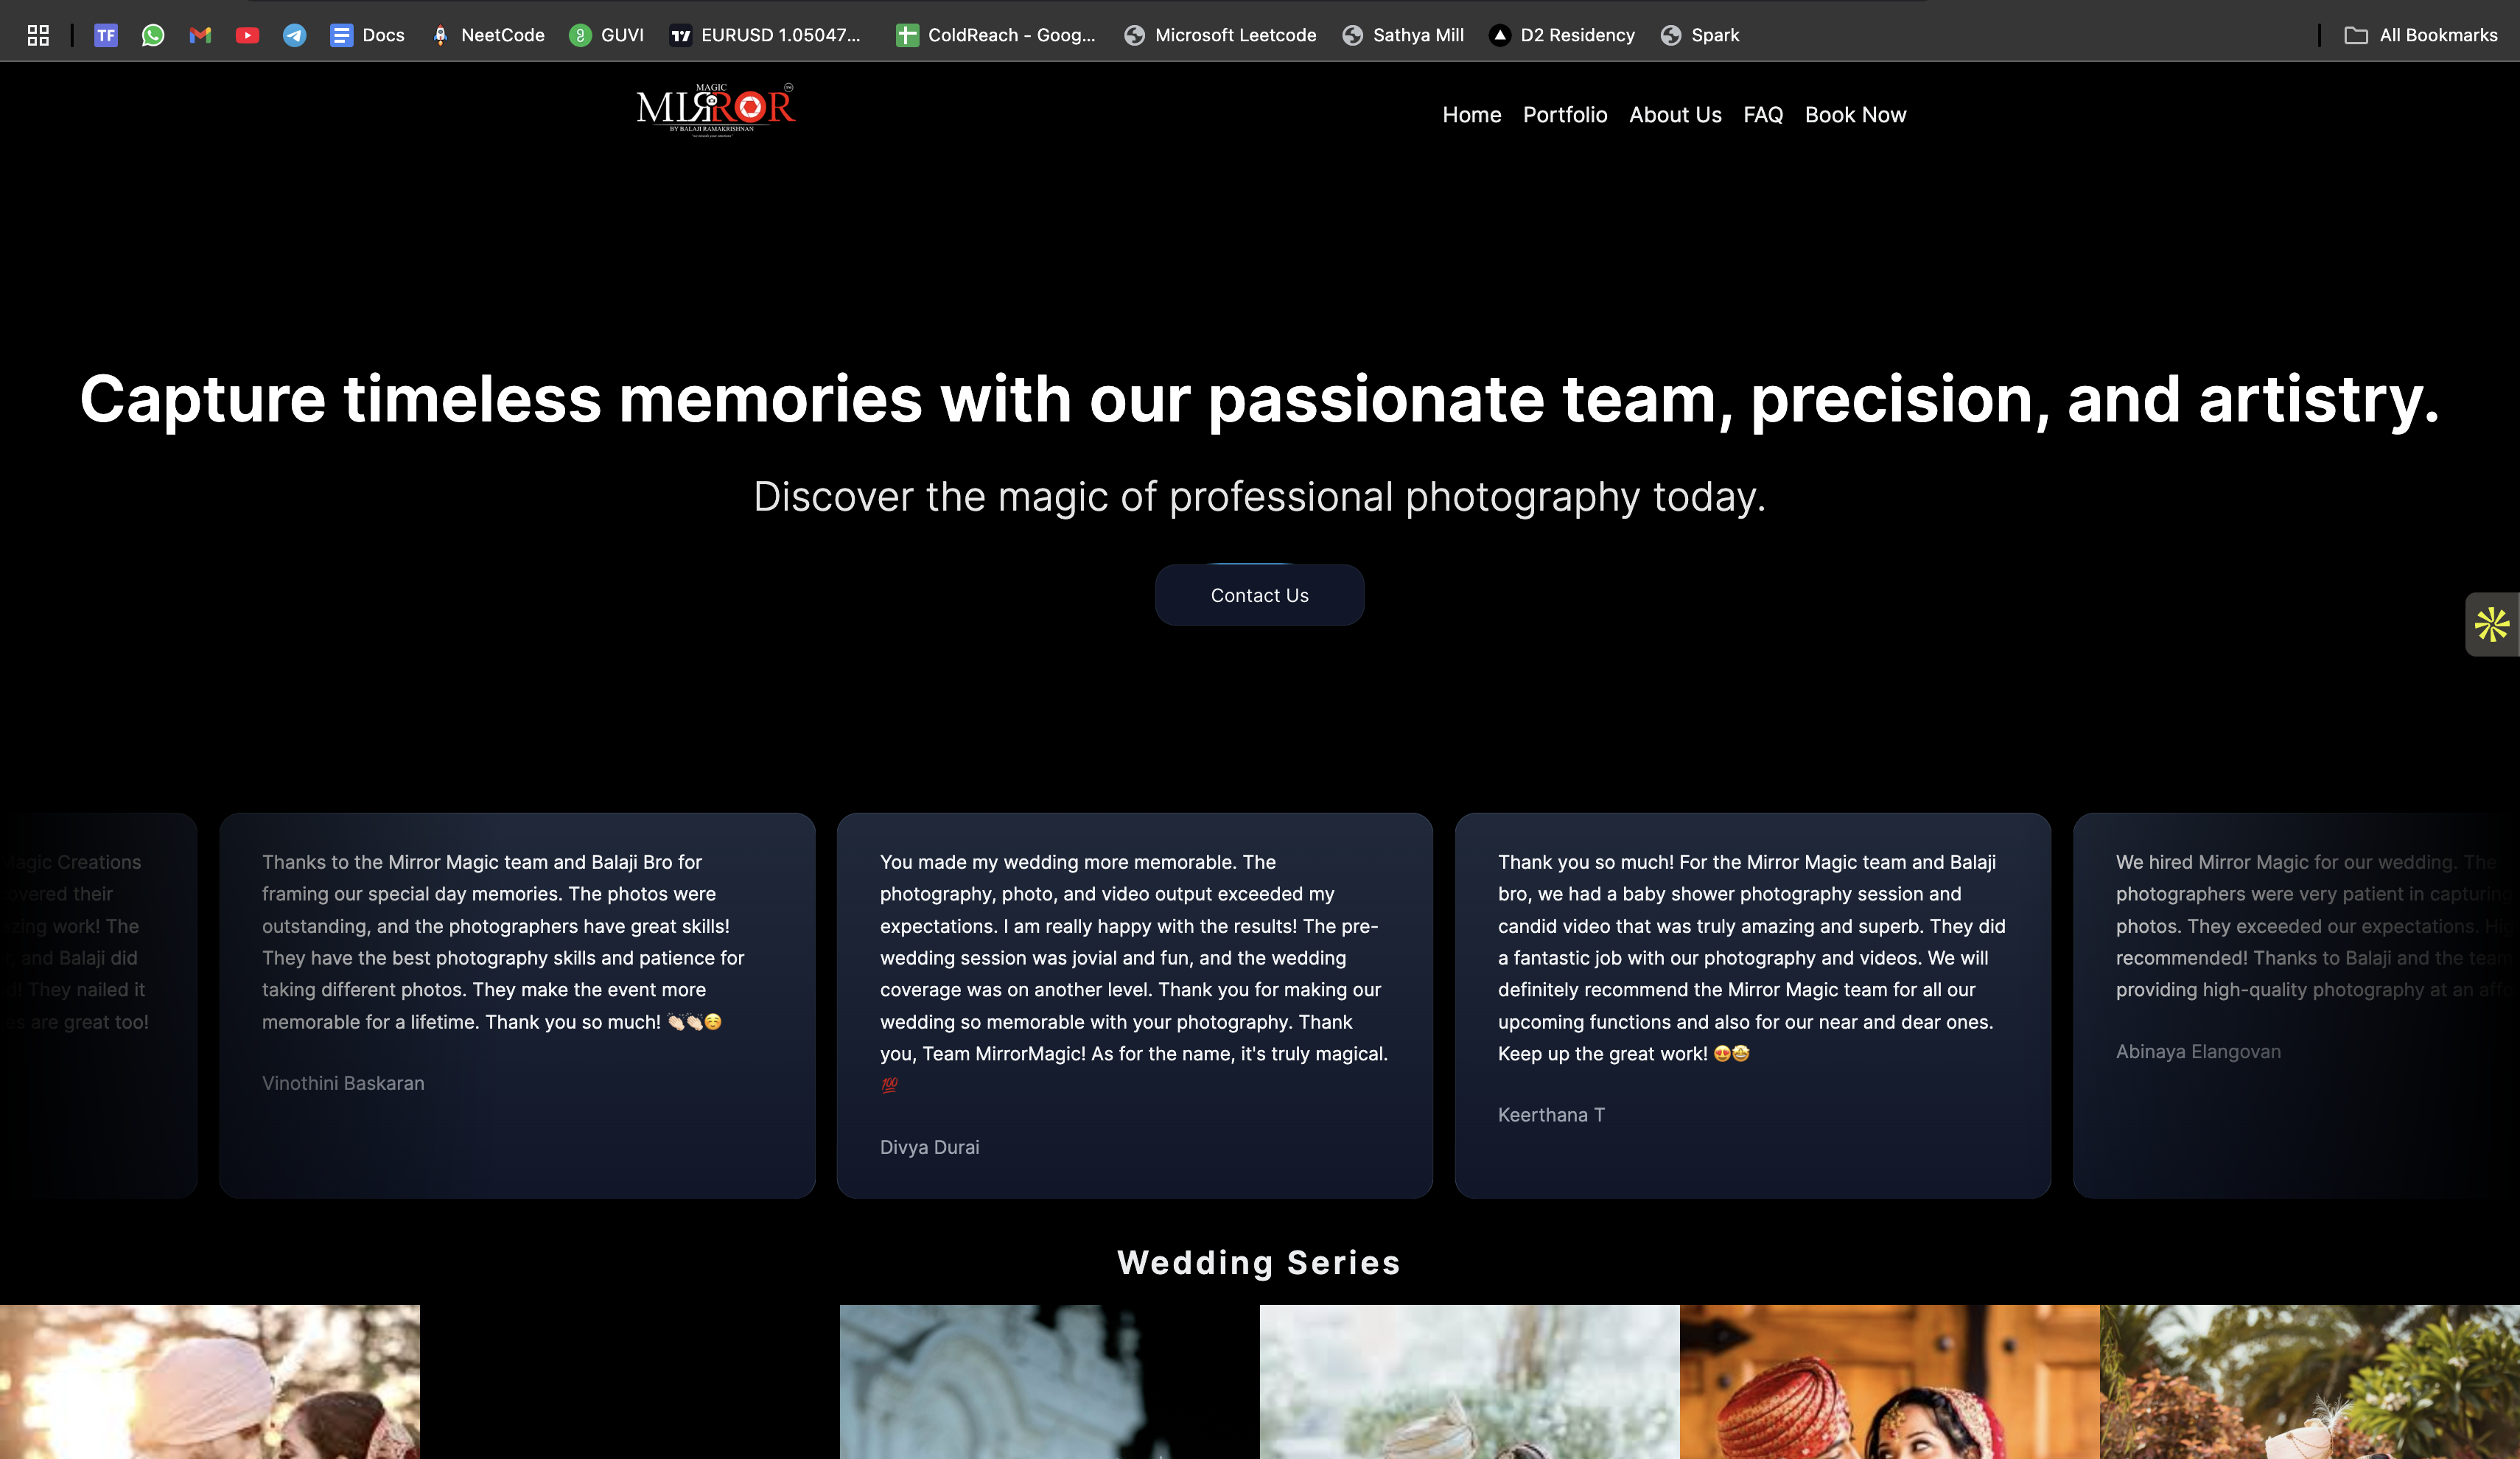 TF Docs NeetCode GUVI EURUSD 1.05047... ColdReach - Goog... Microsoft Leetcode Sathya Mill D2 Residency Spark All Bookmarks
MAGIC
MIRROR
BY BALAJI RAMAKRISHNAN
Home Portfolio About Us FAQ Book Now
Capture timeless memories with our passionate team, precision, and artistry.
Discover the magic of professional photography today.
Contact Us
Magic Creations
overed their
zing work! The
, and Balaji did
d! They nailed it
es are great too!
Thanks to the Mirror Magic team and Balaji Bro for
framing our special day memories. The photos were
outstanding, and the photographers have great skills!
They have the best photography skills and patience for
taking different photos. They make the event more
memorable for a lifetime. Thank you so much! 👏🏻👏🏻☺️
Vinothini Baskaran
You made my wedding more memorable. The
photography, photo, and video output exceeded my
expectations. I am really happy with the results! The pre-
wedding session was jovial and fun, and the wedding
coverage was on another level. Thank you for making our
wedding so memorable with your photography. Thank
you, Team MirrorMagic! As for the name, it's truly magical.
💯
Divya Durai
Thank you so much! For the Mirror Magic team and Balaji
bro, we had a baby shower photography session and
candid video that was truly amazing and superb. They did
a fantastic job with our photography and videos. We will
definitely recommend the Mirror Magic team for all our
upcoming functions and also for our near and dear ones.
Keep up the great work! 😍🤩
Keerthana T
We hired Mirror Magic for our wedding. The
photographers were very patient in capturing
photos. They exceeded our expectations. Hi
recommended! Thanks to Balaji and the team
providing high-quality photography at an aff
Abinaya Elangovan
Wedding Series